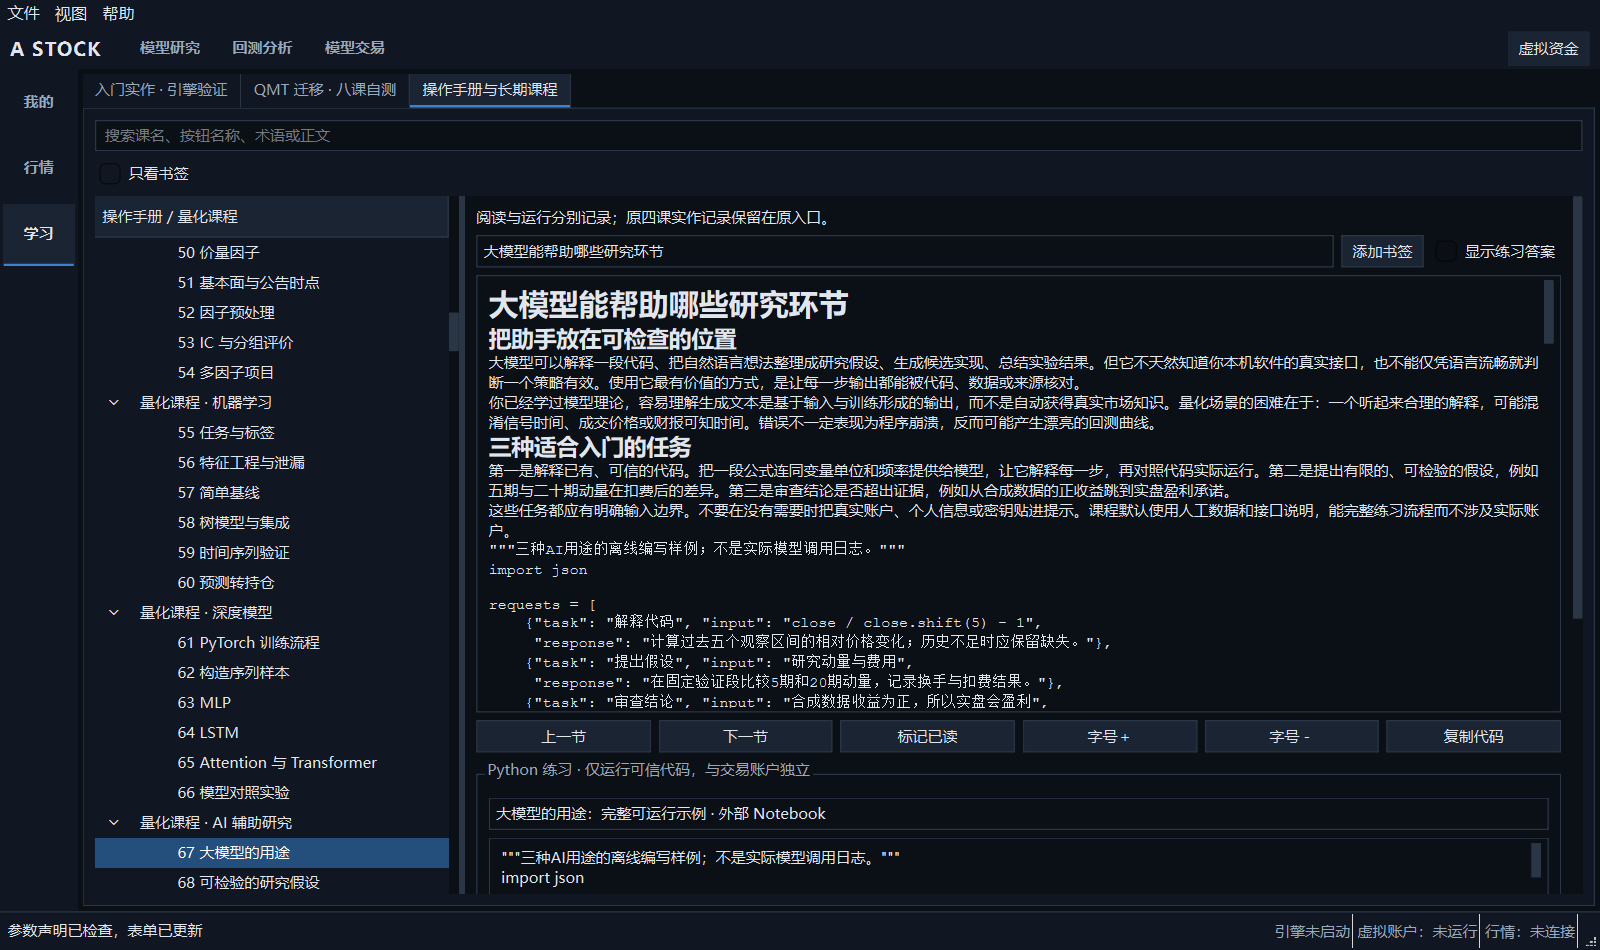 文件 视图 帮助
A STOCK 模型研究 回测分析 模型交易 虚拟资金
我的
行情
学习
入门实作 · 引擎验证 QMT 迁移 · 八课自测 操作手册与长期课程
搜索课名、按钮名称、术语或正文
只看书签
操作手册 / 量化课程
50 价量因子
51 基本面与公告时点
52 因子预处理
53 IC 与分组评价
54 多因子项目
量化课程 · 机器学习
55 任务与标签
56 特征工程与泄漏
57 简单基线
58 树模型与集成
59 时间序列验证
60 预测转持仓
量化课程 · 深度模型
61 PyTorch 训练流程
62 构造序列样本
63 MLP
64 LSTM
65 Attention 与 Transformer
66 模型对照实验
量化课程 · AI 辅助研究
67 大模型的用途
68 可检验的研究假设
阅读与运行分别记录；原四课实作记录保留在原入口。
大模型能帮助哪些研究环节 添加书签 显示练习答案
大模型能帮助哪些研究环节
把助手放在可检查的位置
大模型可以解释一段代码、把自然语言想法整理成研究假设、生成候选实现、总结实验结果。但它不天然知道你本机软件的真实接口，也不能仅凭语言流畅就判
断一个策略有效。使用它最有价值的方式，是让每一步输出都能被代码、数据或来源核对。
你已经学过模型理论，容易理解生成文本是基于输入与训练形成的输出，而不是自动获得真实市场知识。量化场景的困难在于：一个听起来合理的解释，可能混
淆信号时间、成交价格或财报可知时间。错误不一定表现为程序崩溃，反而可能产生漂亮的回测曲线。
三种适合入门的任务
第一是解释已有、可信的代码。把一段公式连同变量单位和频率提供给模型，让它解释每一步，再对照代码实际运行。第二是提出有限的、可检验的假设，例如
五期与二十期动量在扣费后的差异。第三是审查结论是否超出证据，例如从合成数据的正收益跳到实盘盈利承诺。
这些任务都应有明确输入边界。不要在没有需要时把真实账户、个人信息或密钥贴进提示。课程默认使用人工数据和接口说明，能完整练习流程而不涉及实际账
户。
"""三种AI用途的离线编写样例；不是实际模型调用日志。"""
import json
requests = [
{"task": "解释代码", "input": "close / close.shift(5) - 1",
"response": "计算过去五个观察区间的相对价格变化；历史不足时应保留缺失。"},
{"task": "提出假设", "input": "研究动量与费用",
"response": "在固定验证段比较5期和20期动量，记录换手与扣费结果。"},
{"task": "审查结论", "input": "合成数据收益为正，所以实盘会盈利",
上一节 下一节 标记已读 字号 + 字号 - 复制代码
Python 练习 · 仅运行可信代码，与交易账户独立
大模型的用途：完整可运行示例 · 外部 Notebook
"""三种AI用途的离线编写样例；不是实际模型调用日志。"""
import json
参数声明已检查，表单已更新 引擎未启动 虚拟账户：未运行 行情：未连接